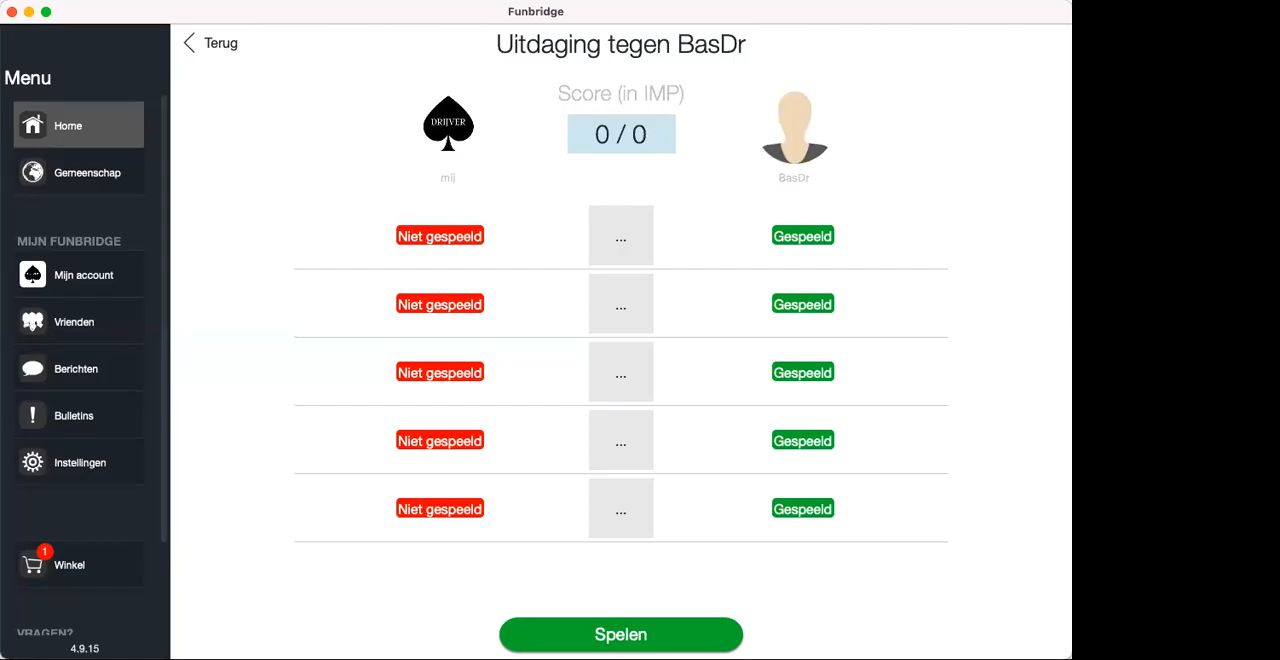 Funbridge
Terug
Uitdaging tegen BasDr
Menu
Home
Gemeenschap
MIJN FUNBRIDGE
Mijn account
Vrienden
Berichten
Bulletins
Instellingen
1
Winkel
VRAGEN?
4.9.15
Score (in IMP)
DRIJVER
0 / 0
mij
BasDr
Niet gespeeld ... Gespeeld
Niet gespeeld ... Gespeeld
Niet gespeeld ... Gespeeld
Niet gespeeld ... Gespeeld
Niet gespeeld ... Gespeeld
Spelen